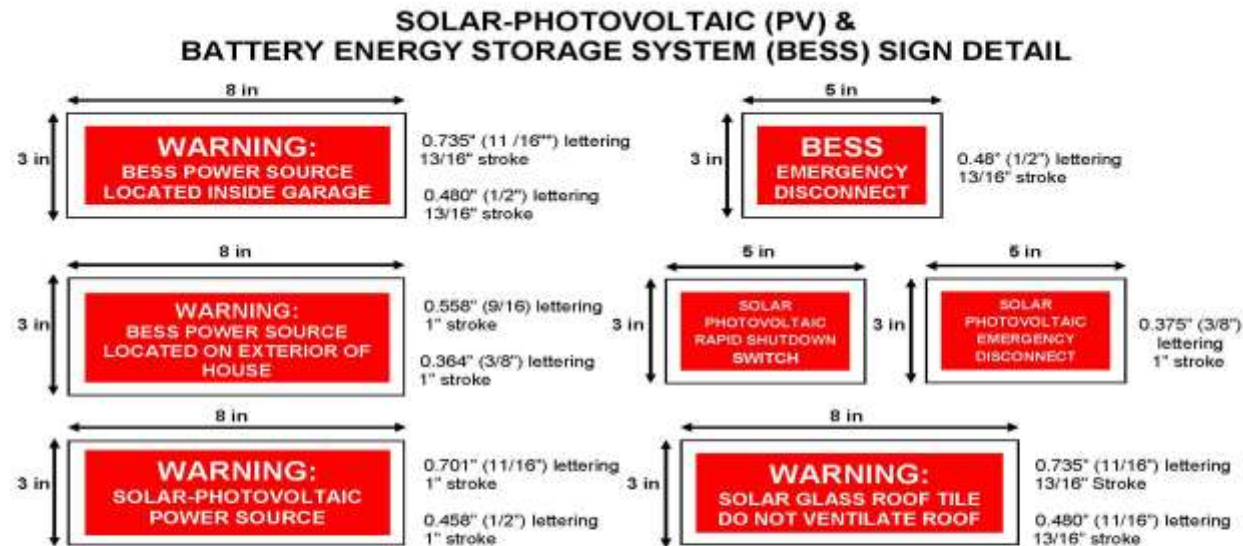 SOLAR-PHOTOVOLTAIC (PV) &
BATTERY ENERGY STORAGE SYSTEM (BESS) SIGN DETAIL
8 in
3 in
WARNING:
BESS POWER SOURCE
LOCATED INSIDE GARAGE
0.735" (11 /16"") lettering
13/16" stroke
0.480" (1/2") lettering
13/16" stroke
5 in
3 in
BESS
EMERGENCY
DISCONNECT
0.48" (1/2") lettering
13/16" stroke
8 in
3 in
WARNING:
BESS POWER SOURCE
LOCATED ON EXTERIOR OF
HOUSE
0.558" (9/16) lettering
1" stroke
0.364" (3/8") lettering
1" stroke
5 in
3 in
SOLAR
PHOTOVOLTAIC
RAPID SHUTDOWN
SWITCH
5 in
3 in
SOLAR
PHOTOVOLTAIC
EMERGENCY
DISCONNECT
0.375" (3/8")
lettering
1" stroke
8 in
3 in
WARNING:
SOLAR-PHOTOVOLTAIC
POWER SOURCE
0.701" (11/16") lettering
1" stroke
0.458" (1/2") lettering
1" stroke
8 in
3 in
WARNING:
SOLAR GLASS ROOF TILE
DO NOT VENTILATE ROOF
0.735" (11/16") lettering
13/16" Stroke
0.480" (11/16") lettering
13/16" stroke